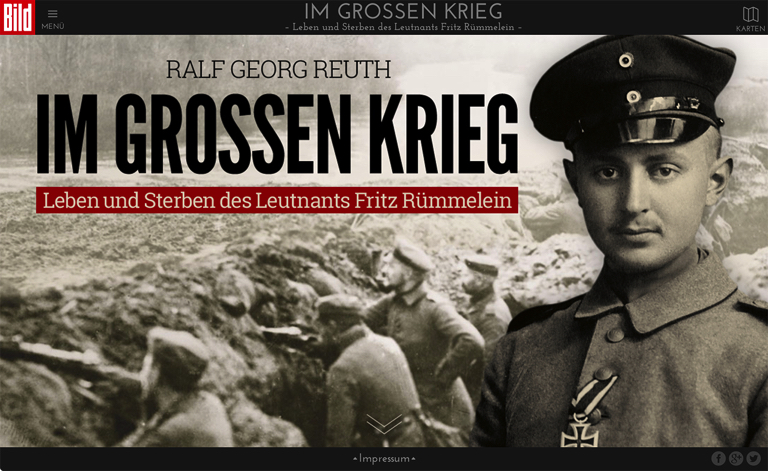 Bild
MENÜ
IM GROSSEN KRIEG
~ Leben und Sterben des Leutnants Fritz Rümmelein ~
KARTEN
RALF GEORG REUTH
IM GROSSEN KRIEG
Leben und Sterben des Leutnants Fritz Rümmelein
Impressum